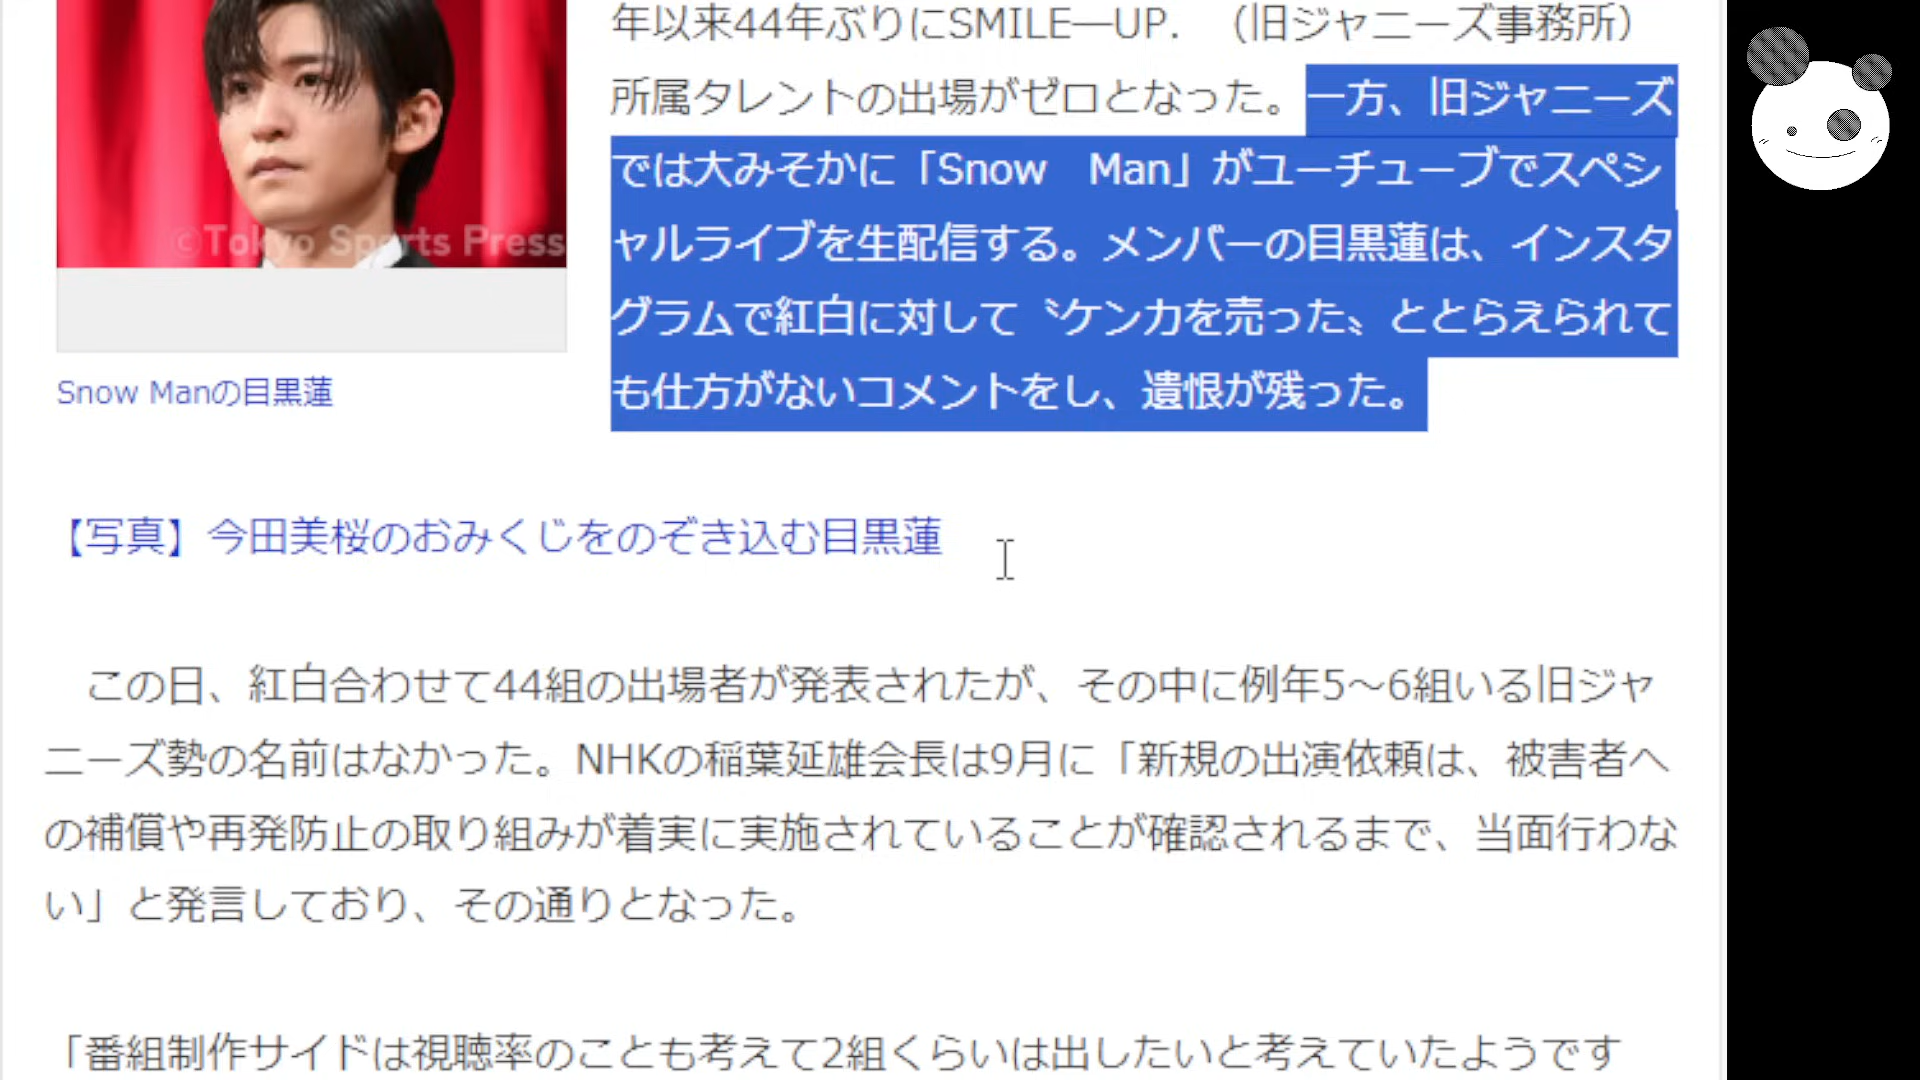 年以来44年ぶりにSMILE―UP.　（旧ジャニーズ事務所）
所属タレントの出場がゼロとなった。一方、旧ジャニーズ
では大みそかに「Snow　Man」がユーチューブでスペシ
ャルライブを生配信する。メンバーの目黒蓮は、インスタ
グラムで紅白に対して〝ケンカを売った〟ととらえられて
も仕方がないコメントをし、遺恨が残った。
©Tokyo Sports Press
Snow Manの目黒蓮
【写真】今田美桜のおみくじをのぞき込む目黒蓮
この日、紅白合わせて44組の出場者が発表されたが、その中に例年5～6組いる旧ジャ
ニーズ勢の名前はなかった。NHKの稲葉延雄会長は9月に「新規の出演依頼は、被害者へ
の補償や再発防止の取り組みが着実に実施されていることが確認されるまで、当面行わな
い」と発言しており、その通りとなった。
「番組制作サイドは視聴率のことも考えて2組くらいは出したいと考えていたようです